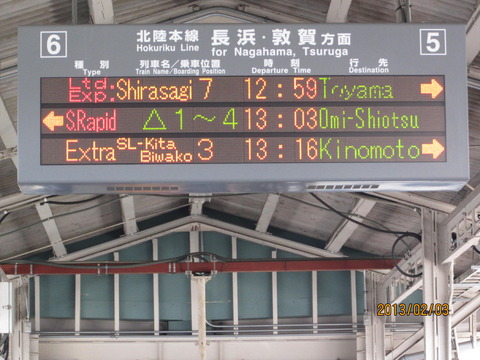 6 北陸本線 長浜・敦賀 方面 5
Hokuriku Line for Nagahama, Tsuruga
種別 列車名／乗車位置 時刻 行先
Type Train Name/Boarding Position Departure Time Destination
Ltd. Exp. Shirasagi 7 12:59 Toyama →
← S.Rapid △1～4 13:03 Omi-Shiotsu
Extra SL-Kita Biwako 3 13:16 Kinomoto →
2013/02/03